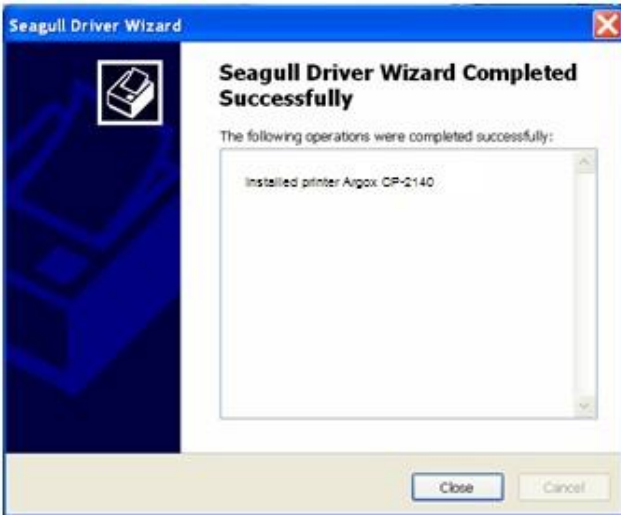 Seagull Driver Wizard
Seagull Driver Wizard Completed
Successfully
The following operations were completed successfully:
Installed printer Argox CP-2140
Close
Cancel